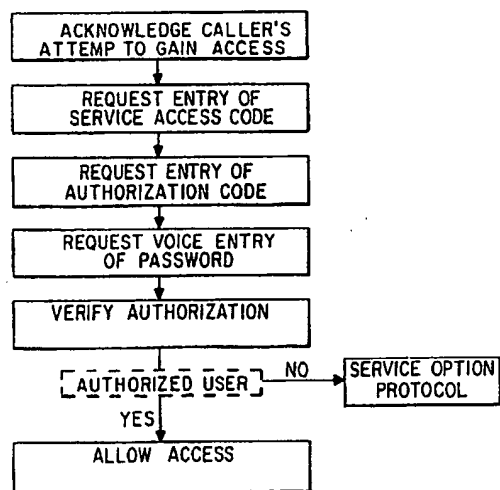 ACKNOWLEDGE CALLER'S
ATTEMP TO GAIN ACCESS
REQUEST ENTRY OF
SERVICE ACCESS CODE
REQUEST ENTRY OF
AUTHORIZATION CODE
REQUEST VOICE ENTRY
OF PASSWORD
VERIFY AUTHORIZATION
AUTHORIZED USER
NO
SERVICE OPTION
PROTOCOL
YES
ALLOW ACCESS